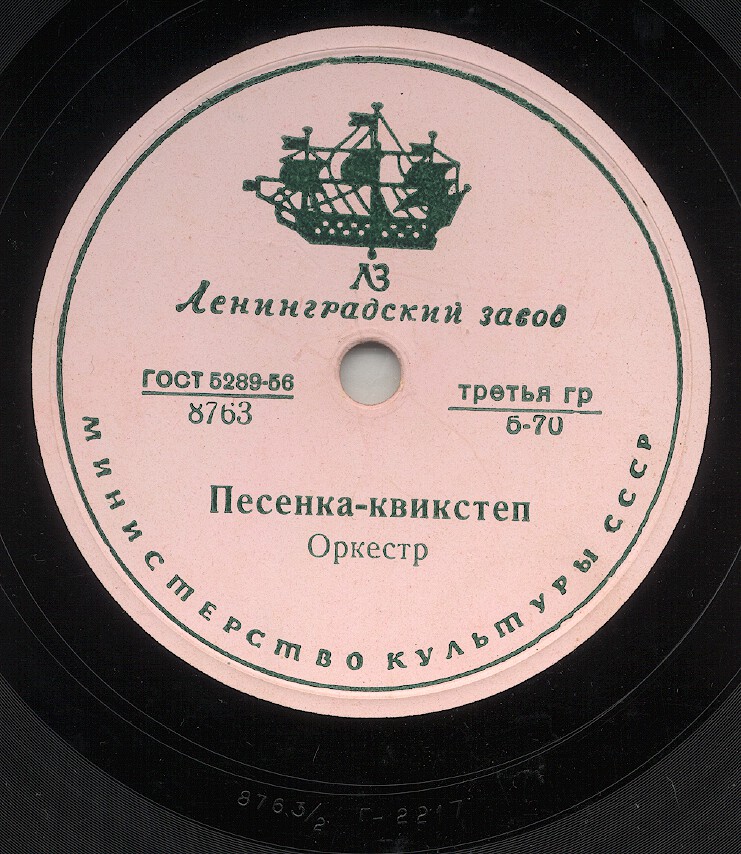 ЛЗ
Ленинградский завод
ГОСТ 5289-56
8763
третья гр
6-70
Песенка-квикстеп
Оркестр
МИНИСТЕРСТВО КУЛЬТУРЫ СССР
8763/2 Г-2217